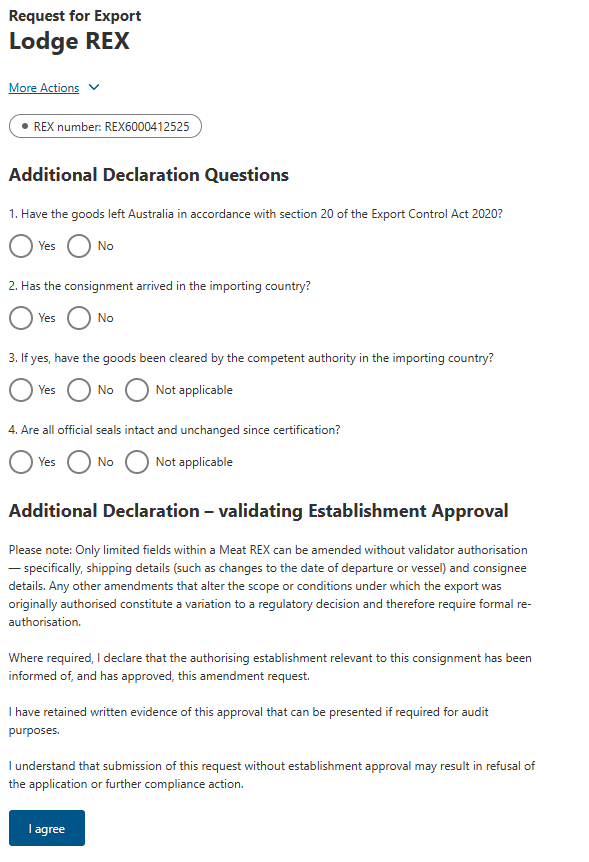 Request for Export
Lodge REX
More Actions
REX number: REX6000412525
Additional Declaration Questions
1. Have the goods left Australia in accordance with section 20 of the Export Control Act 2020?
Yes No
2. Has the consignment arrived in the importing country?
Yes No
3. If yes, have the goods been cleared by the competent authority in the importing country?
Yes No Not applicable
4. Are all official seals intact and unchanged since certification?
Yes No Not applicable
Additional Declaration – validating Establishment Approval
Please note: Only limited fields within a Meat REX can be amended without validator authorisation
— specifically, shipping details (such as changes to the date of departure or vessel) and consignee
details. Any other amendments that alter the scope or conditions under which the export was
originally authorised constitute a variation to a regulatory decision and therefore require formal re-
authorisation.
Where required, I declare that the authorising establishment relevant to this consignment has been
informed of, and has approved, this amendment request.
I have retained written evidence of this approval that can be presented if required for audit
purposes.
I understand that submission of this request without establishment approval may result in refusal of
the application or further compliance action.
I agree